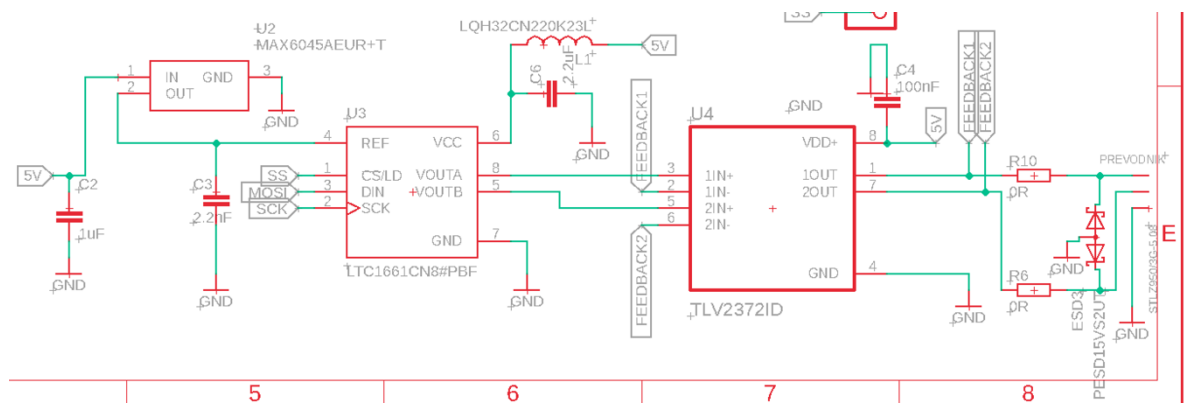 U2
MAX6045AEUR+T
1
IN
GND
3
2
OUT
GND
5V
C2
1uF
GND
C3
2.2nF
GND
U3
4
REF
VCC
6
SS
1
CS/LD
VOUTA
8
MOSI
3
DIN
VOUTB
5
SCK
2
SCK
GND
7
LTC1661CN8#PBF
GND
LQH32CN220K23L
L1
5V
C6
2.2uF
GND
FEEDBACK1
FEEDBACK2
U4
GND
VDD+
8
3
1IN+
1OUT
1
2
1IN-
2OUT
7
5
2IN+
6
2IN-
GND
4
TLV2372ID
GND
SS
C4
100nF
5V
FEEDBACK1
FEEDBACK2
R10
0R
R6
0R
PREVODNIK
GND
ESD3
PESD15VS2UT
GND
STLZ950/3G-5.08
E
5
6
7
8